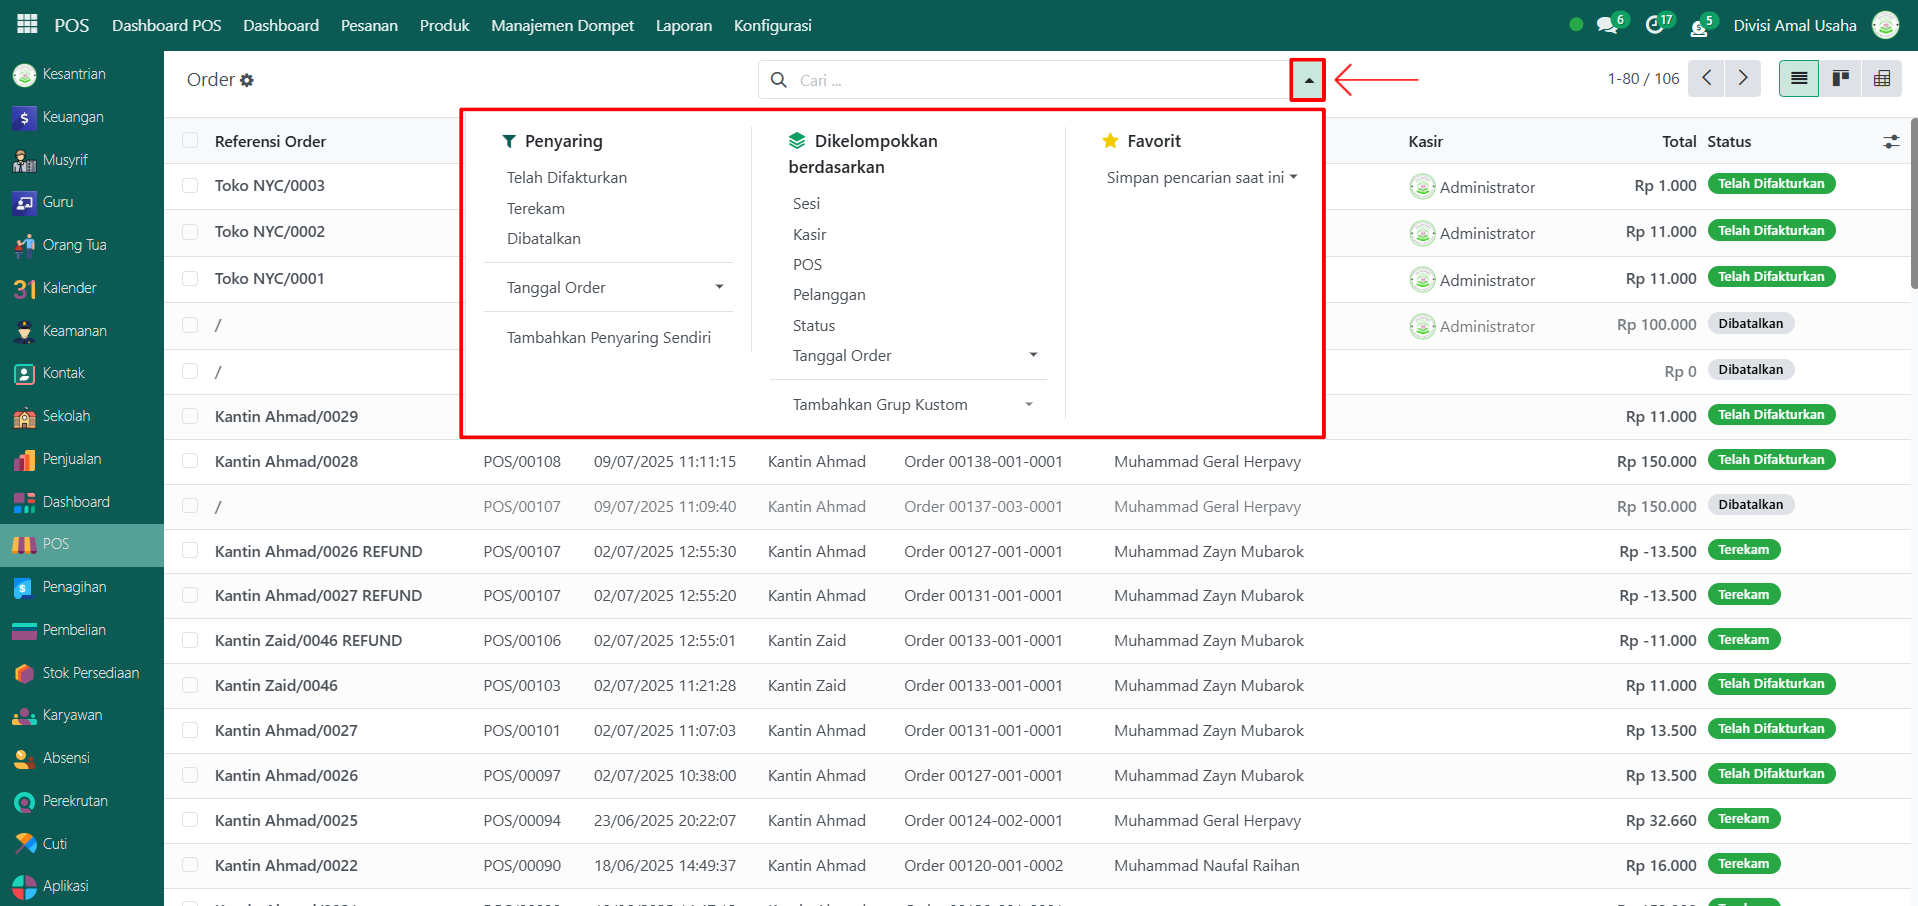 POS Dashboard POS Dashboard Pesanan Produk Manajemen Dompet Laporan Konfigurasi 6 17 5 Divisi Amal Usaha
Kesantrian
Keuangan
Musyrif
Guru
Orang Tua
31 Kalender
Keamanan
Kontak
Sekolah
Penjualan
Dashboard
POS
Penagihan
Pembelian
Stok Persediaan
Karyawan
Absensi
Perekrutan
Cuti
Aplikasi
Order Cari ... 1-80 / 106
Penyaring
Telah Difakturkan
Terekam
Dibatalkan
Tanggal Order
Tambahkan Penyaring Sendiri
Dikelompokkan
berdasarkan
Sesi
Kasir
POS
Pelanggan
Status
Tanggal Order
Tambahkan Grup Kustom
Favorit
Simpan pencarian saat ini
Referensi Order Kasir Total Status
Toko NYC/0003 Administrator Rp 1.000 Telah Difakturkan
Toko NYC/0002 Administrator Rp 11.000 Telah Difakturkan
Toko NYC/0001 Administrator Rp 11.000 Telah Difakturkan
/ Administrator Rp 100.000 Dibatalkan
/ Rp 0 Dibatalkan
Kantin Ahmad/0029 Rp 11.000 Telah Difakturkan
Kantin Ahmad/0028 POS/00108 09/07/2025 11:11:15 Kantin Ahmad Order 00138-001-0001 Muhammad Geral Herpavy Rp 150.000 Telah Difakturkan
/ POS/00107 09/07/2025 11:09:40 Kantin Ahmad Order 00137-003-0001 Muhammad Geral Herpavy Rp 150.000 Dibatalkan
Kantin Ahmad/0026 REFUND POS/00107 02/07/2025 12:55:30 Kantin Ahmad Order 00127-001-0001 Muhammad Zayn Mubarok Rp -13.500 Terekam
Kantin Ahmad/0027 REFUND POS/00107 02/07/2025 12:55:20 Kantin Ahmad Order 00131-001-0001 Muhammad Zayn Mubarok Rp -13.500 Terekam
Kantin Zaid/0046 REFUND POS/00106 02/07/2025 12:55:01 Kantin Zaid Order 00133-001-0001 Muhammad Zayn Mubarok Rp -11.000 Terekam
Kantin Zaid/0046 POS/00103 02/07/2025 11:21:28 Kantin Zaid Order 00133-001-0001 Muhammad Zayn Mubarok Rp 11.000 Telah Difakturkan
Kantin Ahmad/0027 POS/00101 02/07/2025 11:07:03 Kantin Ahmad Order 00131-001-0001 Muhammad Zayn Mubarok Rp 13.500 Telah Difakturkan
Kantin Ahmad/0026 POS/00097 02/07/2025 10:38:00 Kantin Ahmad Order 00127-001-0001 Muhammad Zayn Mubarok Rp 13.500 Telah Difakturkan
Kantin Ahmad/0025 POS/00094 23/06/2025 20:22:07 Kantin Ahmad Order 00124-002-0001 Muhammad Geral Herpavy Rp 32.660 Terekam
Kantin Ahmad/0022 POS/00090 18/06/2025 14:49:37 Kantin Ahmad Order 00120-001-0002 Muhammad Naufal Raihan Rp 16.000 Terekam